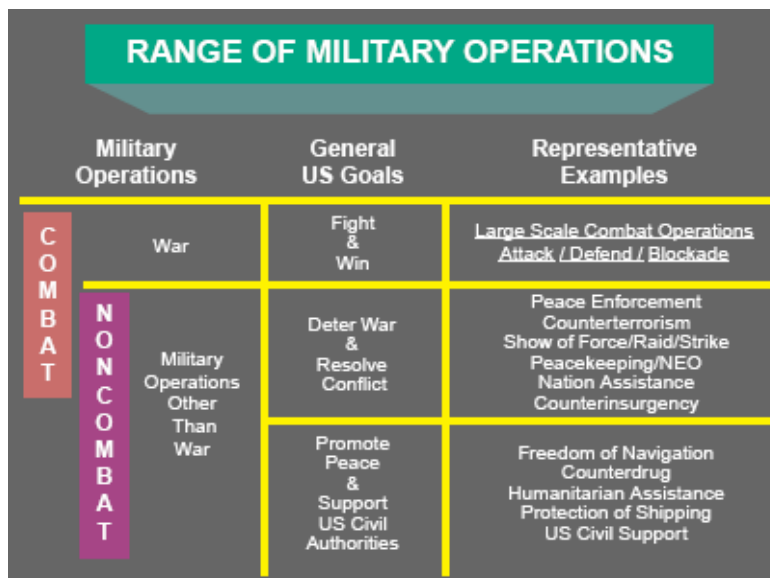 RANGE OF MILITARY OPERATIONS
Military
Operations
General
US Goals
Representative
Examples
COMBAT
War
Fight
&
Win
Large Scale Combat Operations
Attack / Defend / Blockade
NONCOMBAT
Military
Operations
Other
Than
War
Deter War
&
Resolve
Conflict
Peace Enforcement
Counterterrorism
Show of Force/Raid/Strike
Peacekeeping/NEO
Nation Assistance
Counterinsurgency
Promote
Peace
&
Support
US Civil
Authorities
Freedom of Navigation
Counterdrug
Humanitarian Assistance
Protection of Shipping
US Civil Support